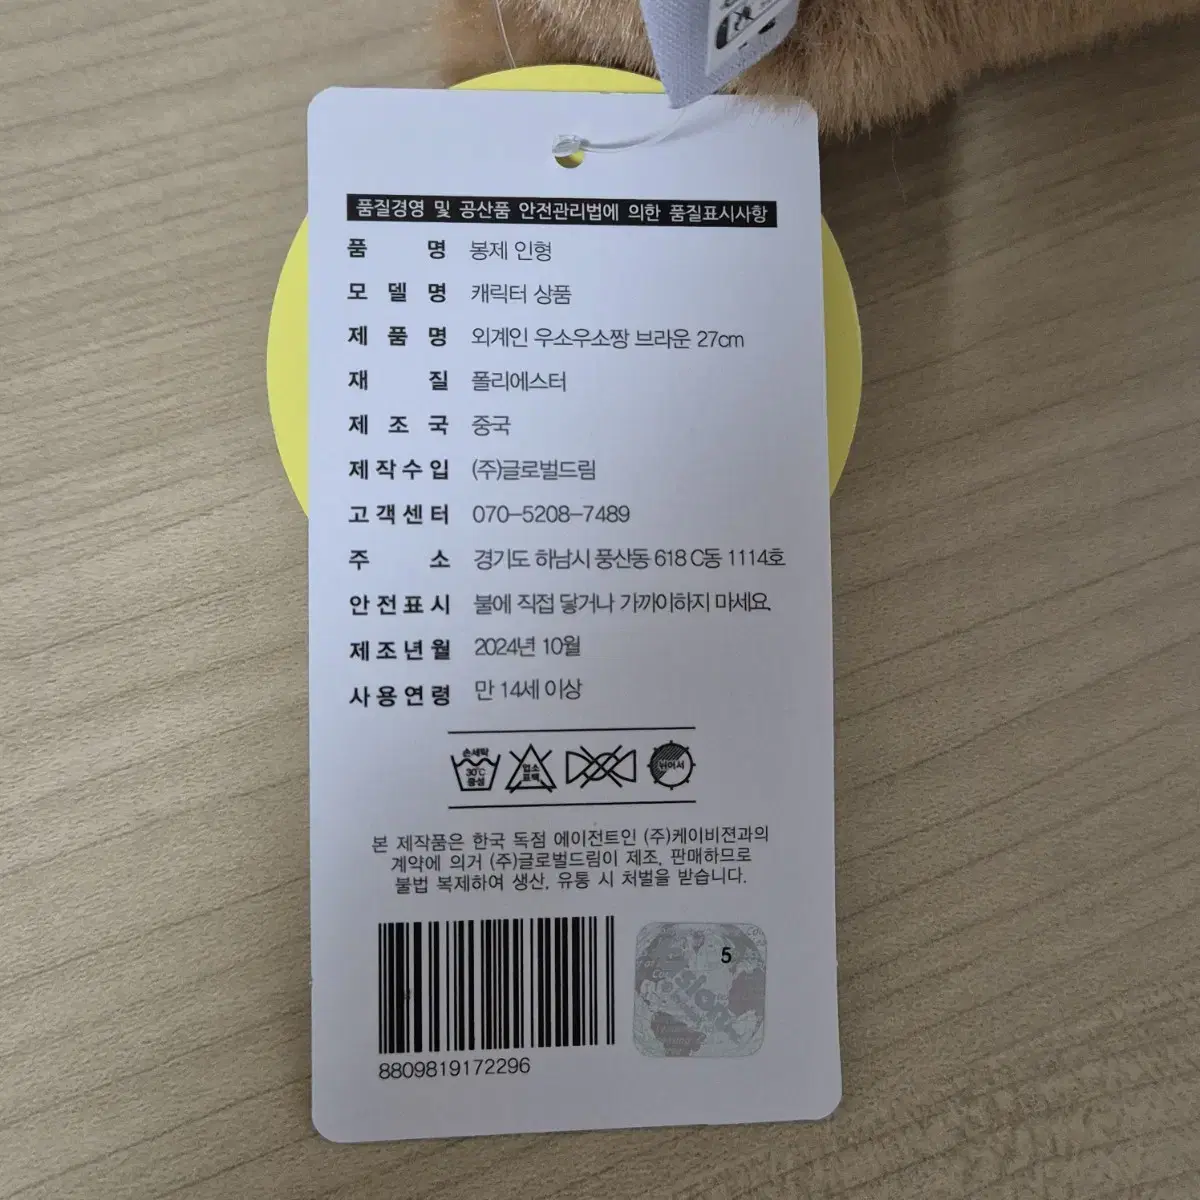 품질경영 및 공산품 안전관리법에 의한 품질표시사항
품 명 봉제 인형
모 델 명 캐릭터 상품
제 품 명 외계인 우소우소짱 브라운 27cm
재 질 폴리에스터
제 조 국 중국
제작수입 (주)글로벌드림
고객센터 070-5208-7489
주 소 경기도 하남시 풍산동 618 C동 1114호
안전표시 불에 직접 닿거나 가까이하지 마세요.
제조년월 2024년 10월
사용연령 만 14세 이상
손세탁
30℃
중성
염소
표백
뉘어서
본 제작품은 한국 독점 에이전트인 (주)케이비젼과의
계약에 의거 (주)글로벌드림이 제조, 판매하므로
불법 복제하여 생산, 유통 시 처벌을 받습니다.
5
8809819172296